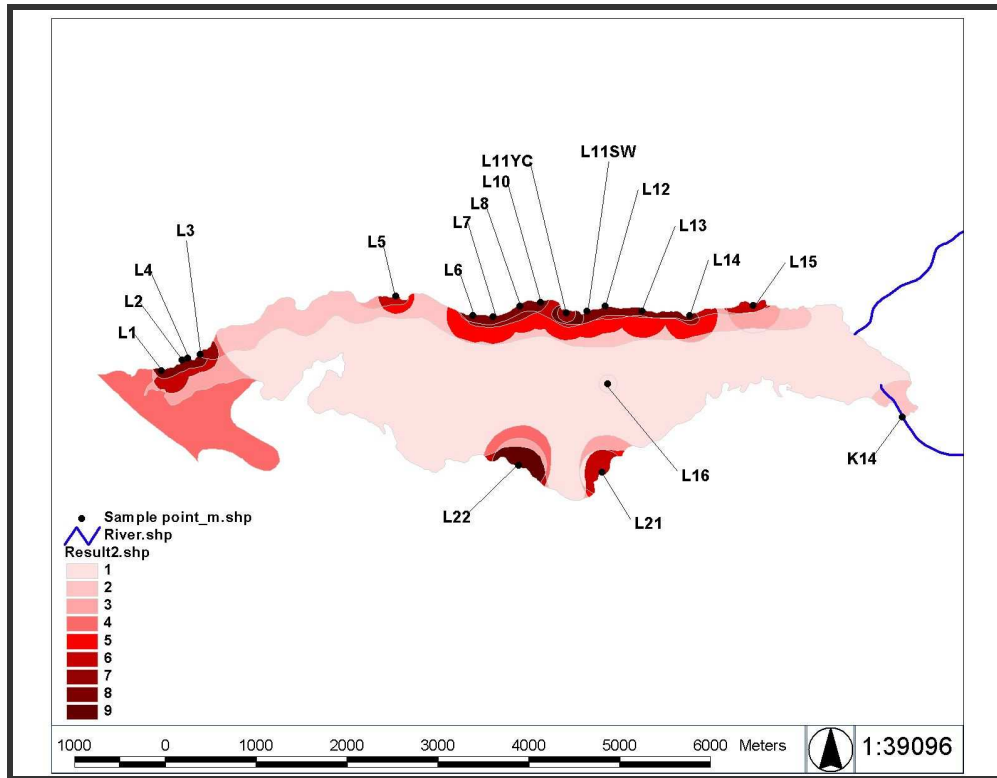 L11YC
L11SW
L10
L12
L8
L7
L13
L3
L5
L6
L14
L15
L4
L2
L1
K14
L16
L22
L21
Sample point_m.shp
River.shp
Result2.shp
1
2
3
4
5
6
7
8
9
1000 0 1000 2000 3000 4000 5000 6000 Meters
1:39096